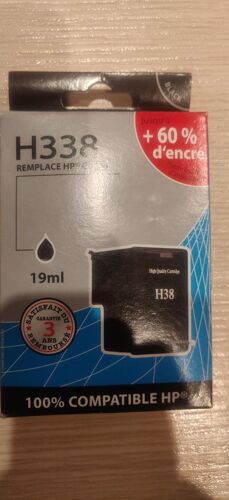 BLACK
jusqu'à
+ 60 %
d'encre
H338
REMPLACE HP®
19ml
High Quality Cartridge
H38
SATISFAIT OU
GARANTIE
3
ANS
REMBOURSÉ
100% COMPATIBLE HP®